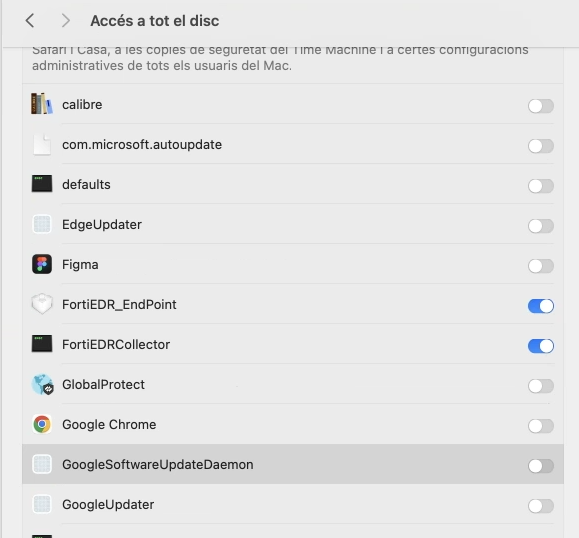 Accés a tot el disc
Safari i Casa, a les còpies de seguretat del Time Machine i a certes configuracions
administratives de tots els usuaris del Mac.
calibre
com.microsoft.autoupdate
defaults
EdgeUpdater
Figma
FortiEDR_EndPoint
FortiEDRCollector
GlobalProtect
Google Chrome
GoogleSoftwareUpdateDaemon
GoogleUpdater